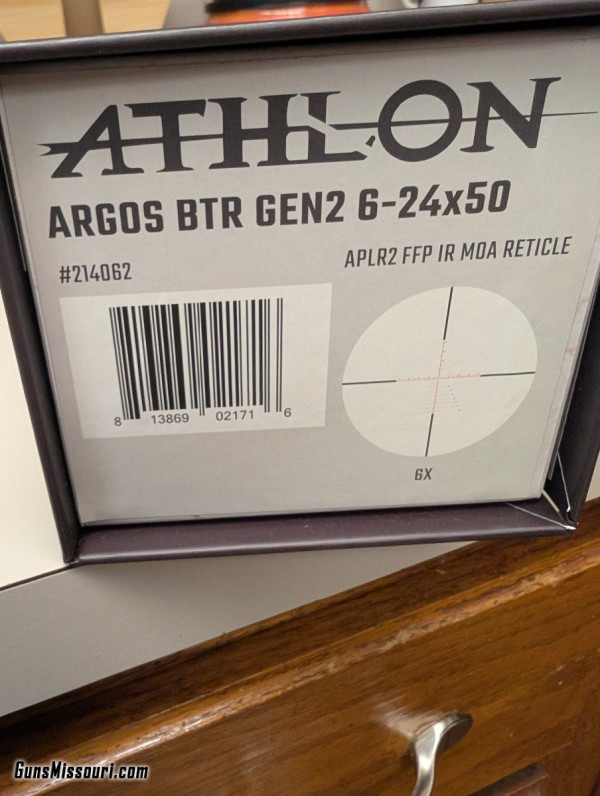 ATHLON
ARGOS BTR GEN2 6-24x50
#214062
APLR2 FFP IR MOA RETICLE
8 13869 02171 6
6X
GunsMissouri.com